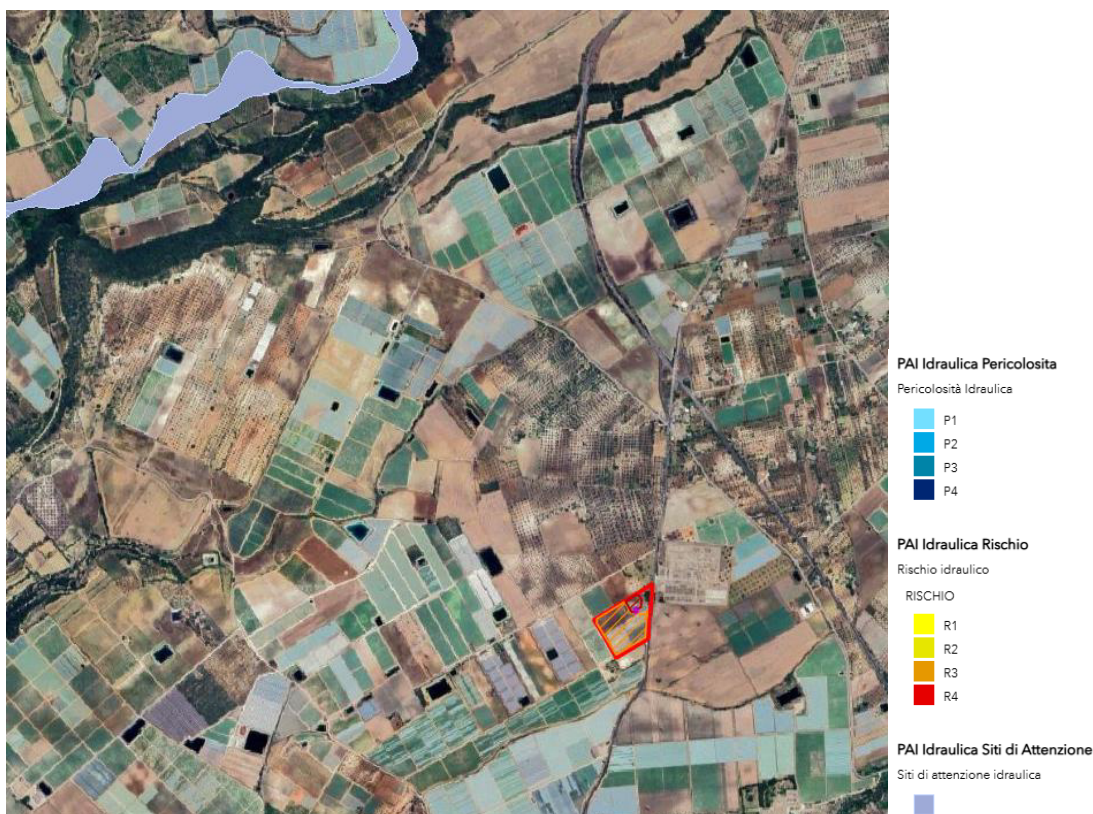 PAI Idraulica Pericolosita
Pericolosità Idraulica
P1
P2
P3
P4
PAI Idraulica Rischio
Rischio idraulico
RISCHIO
R1
R2
R3
R4
PAI Idraulica Siti di Attenzione
Siti di attenzione idraulica